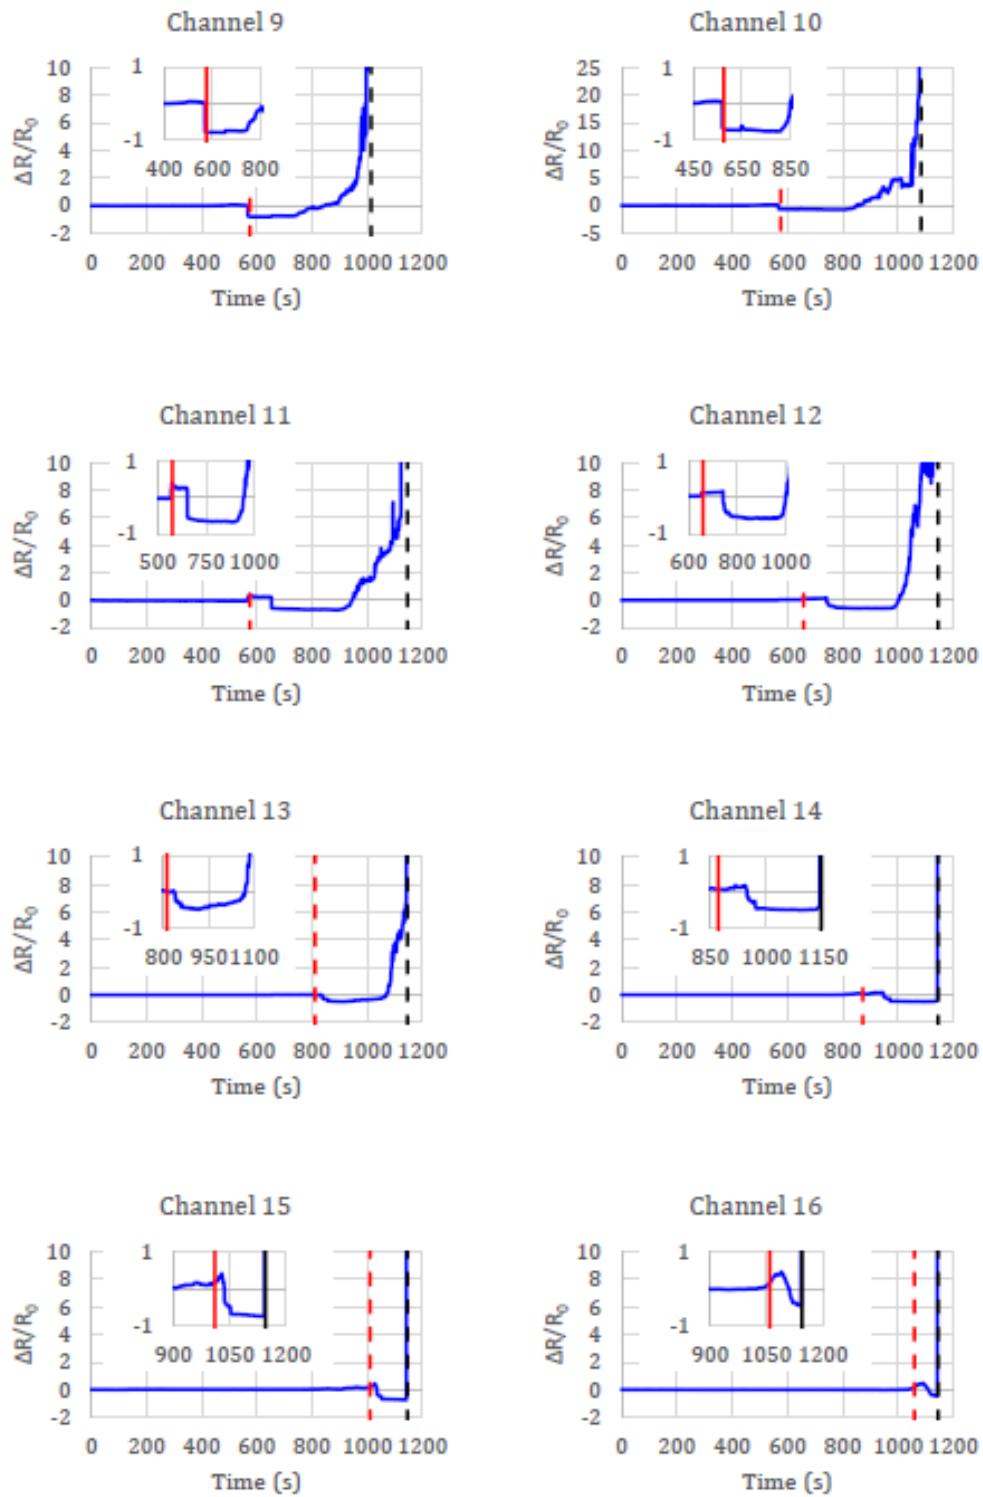 Channel 9
ΔR/R₀
10
8
6
4
2
0
-2
1
-1
400 600 800
0 200 400 600 800 1000 1200
Time (s)
Channel 10
ΔR/R₀
25
20
15
10
5
0
-5
1
-1
450 650 850
0 200 400 600 800 1000 1200
Time (s)
Channel 11
ΔR/R₀
10
8
6
4
2
0
-2
1
-1
500 750 1000
0 200 400 600 800 1000 1200
Time (s)
Channel 12
ΔR/R₀
10
8
6
4
2
0
-2
1
-1
600 800 1000
0 200 400 600 800 1000 1200
Time (s)
Channel 13
ΔR/R₀
10
8
6
4
2
0
-2
1
-1
800 950 1100
0 200 400 600 800 1000 1200
Time (s)
Channel 14
ΔR/R₀
10
8
6
4
2
0
-2
1
-1
850 1000 1150
0 200 400 600 800 1000 1200
Time (s)
Channel 15
ΔR/R₀
10
8
6
4
2
0
-2
1
-1
900 1050 1200
0 200 400 600 800 1000 1200
Time (s)
Channel 16
ΔR/R₀
10
8
6
4
2
0
-2
1
-1
900 1050 1200
0 200 400 600 800 1000 1200
Time (s)